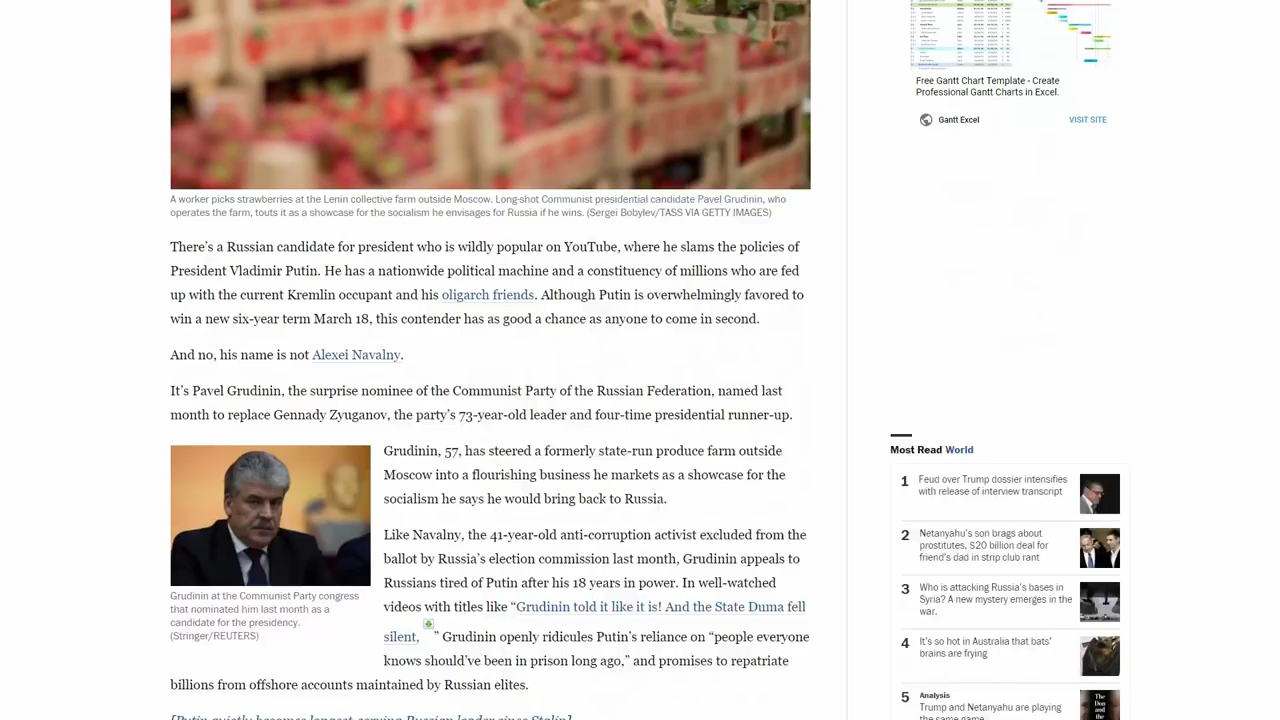 A worker picks strawberries at the Lenin collective farm outside Moscow. Long-shot Communist presidential candidate Pavel Grudinin, who
operates the farm, touts it as a showcase for the socialism he envisages for Russia if he wins. (Sergei Bobylev/TASS VIA GETTY IMAGES)
There’s a Russian candidate for president who is wildly popular on YouTube, where he slams the policies of
President Vladimir Putin. He has a nationwide political machine and a constituency of millions who are fed
up with the current Kremlin occupant and his oligarch friends. Although Putin is overwhelmingly favored to
win a new six-year term March 18, this contender has as good a chance as anyone to come in second.
And no, his name is not Alexei Navalny.
It’s Pavel Grudinin, the surprise nominee of the Communist Party of the Russian Federation, named last
month to replace Gennady Zyuganov, the party’s 73-year-old leader and four-time presidential runner-up.
Grudinin, 57, has steered a formerly state-run produce farm outside
Moscow into a flourishing business he markets as a showcase for the
socialism he says he would bring back to Russia.
Grudinin at the Communist Party congress
that nominated him last month as a
candidate for the presidency.
(Stringer/REUTERS)
Like Navalny, the 41-year-old anti-corruption activist excluded from the
ballot by Russia’s election commission last month, Grudinin appeals to
Russians tired of Putin after his 18 years in power. In well-watched
videos with titles like “Grudinin told it like it is! And the State Duma fell
silent, ” Grudinin openly ridicules Putin’s reliance on “people everyone
knows should’ve been in prison long ago,” and promises to repatriate
billions from offshore accounts maintained by Russian elites.
[Putin quietly becomes longest-serving Russian leader since Stalin]
Free Gantt Chart Template - Create
Professional Gantt Charts in Excel.
Gantt Excel VISIT SITE
Most Read World
1 Feud over Trump dossier intensifies
with release of interview transcript
2 Netanyahu’s son brags about
prostitutes, $20 billion deal for
friend’s dad in strip club rant
3 Who is attacking Russia’s bases in
Syria? A new mystery emerges in the
war.
4 It’s so hot in Australia that bats’
brains are frying
5 Analysis
Trump and Netanyahu are playing
the same game
The
Don
and
the